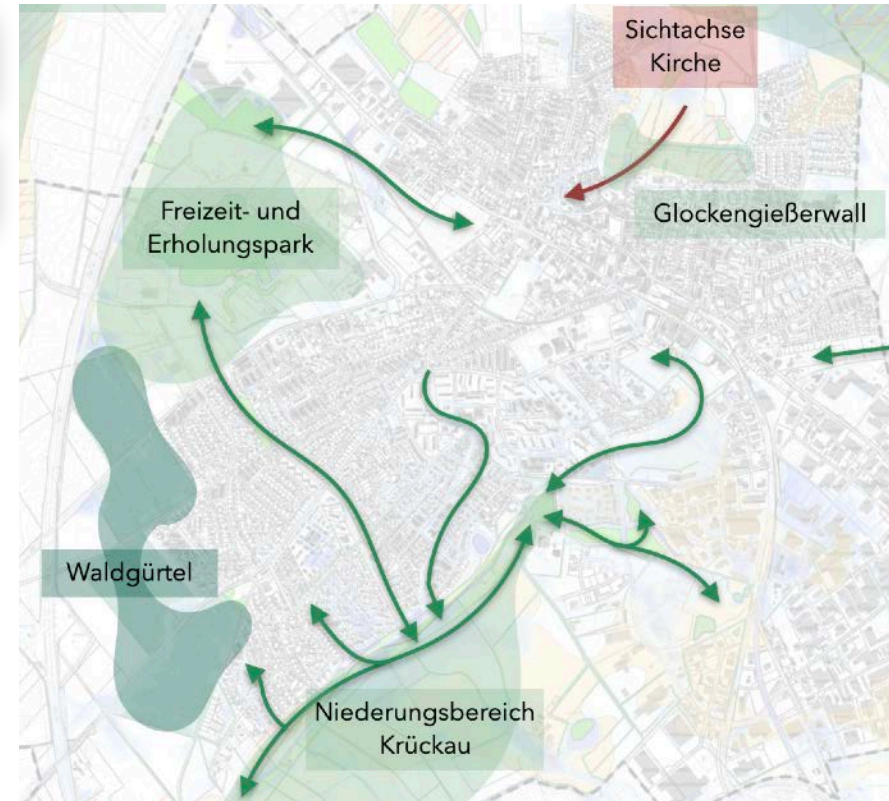 Sichtachse
Kirche
Freizeit- und
Erholungspark
Glockengießerwall
Waldgürtel
Niederungsbereich
Krückau